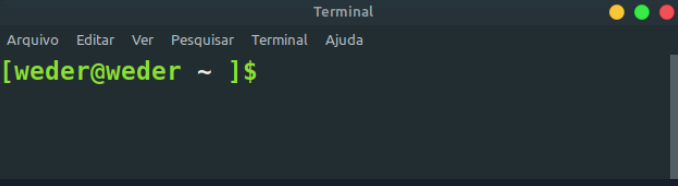 Terminal
Arquivo Editar Ver Pesquisar Terminal Ajuda
[weder@weder ~ ]$